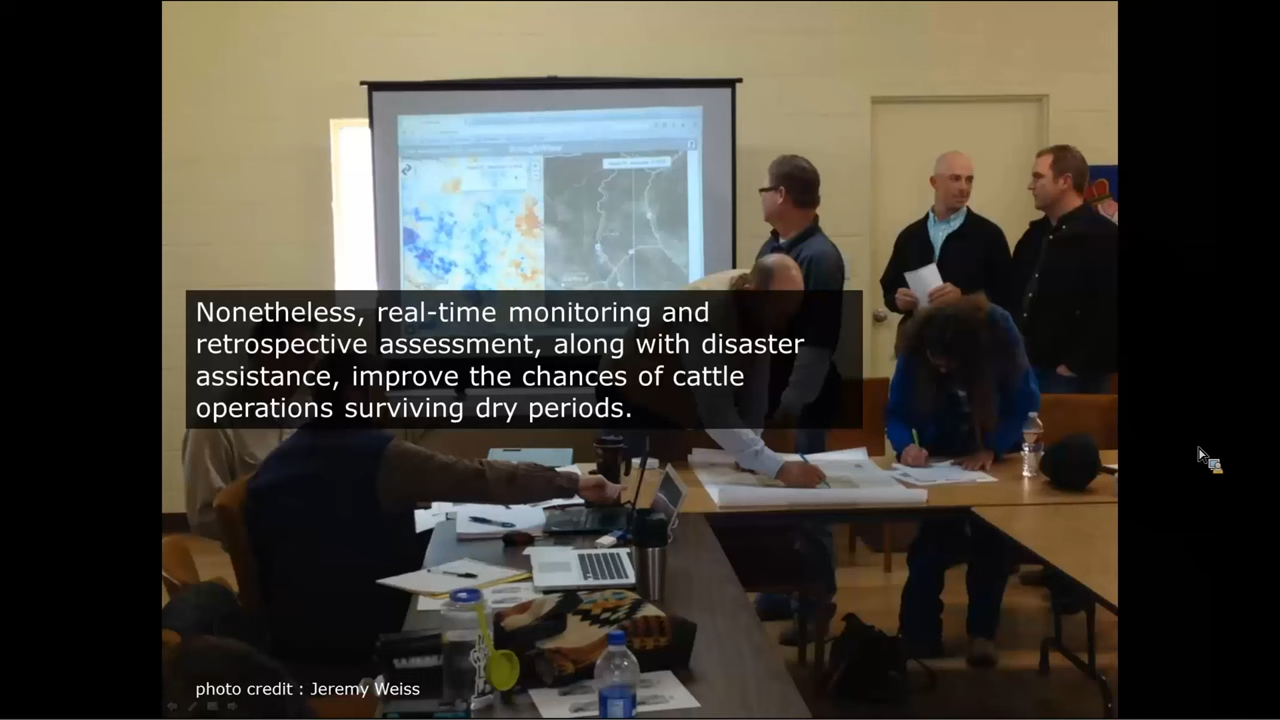 Nonetheless, real-time monitoring and
retrospective assessment, along with disaster
assistance, improve the chances of cattle
operations surviving dry periods.
photo credit : Jeremy Weiss